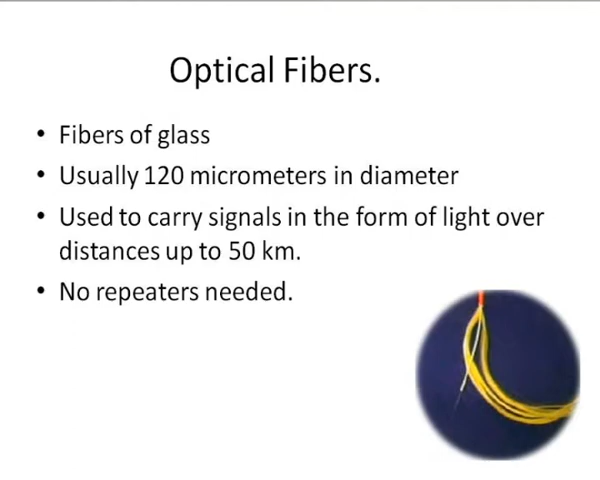 Optical Fibers.
• Fibers of glass
• Usually 120 micrometers in diameter
• Used to carry signals in the form of light over
distances up to 50 km.
• No repeaters needed.